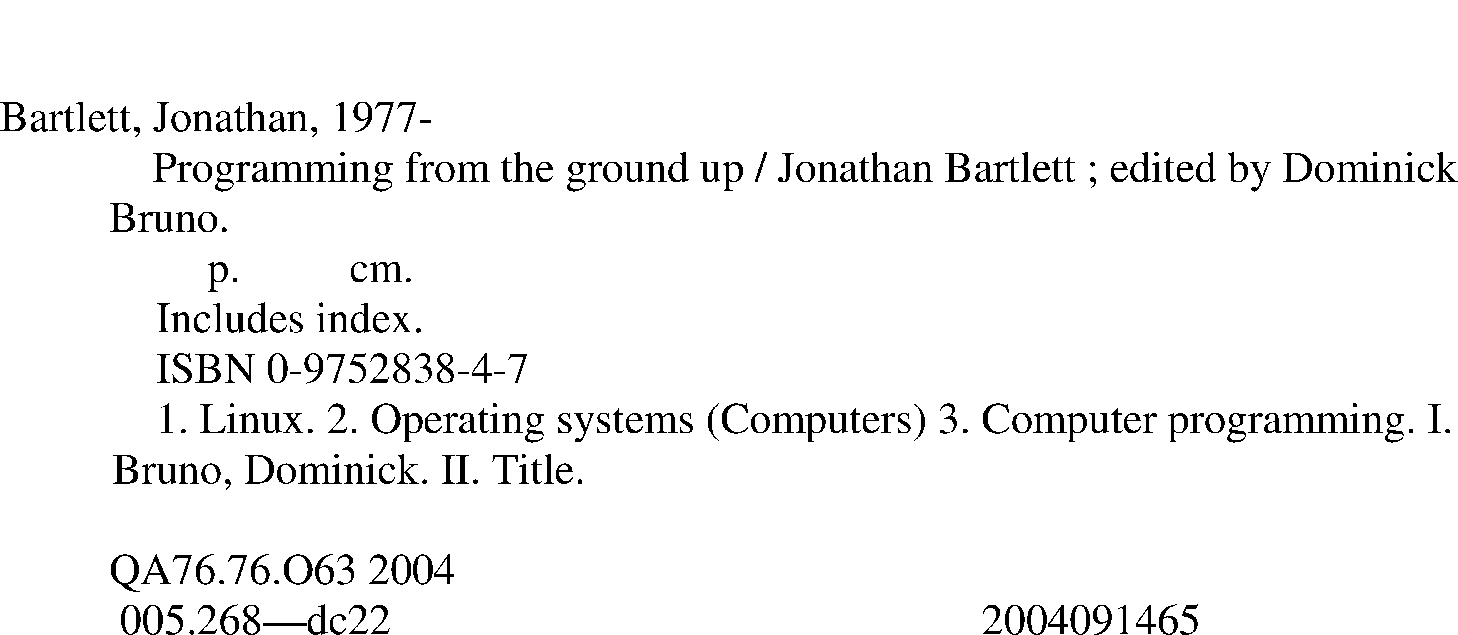 Bartlett, Jonathan, 1977-
Programming from the ground up / Jonathan Bartlett ; edited by Dominick
Bruno.
p. cm.
Includes index.
ISBN 0-9752838-4-7
1. Linux. 2. Operating systems (Computers) 3. Computer programming. I.
Bruno, Dominick. II. Title.
QA76.76.O63 2004
005.268—dc22 2004091465